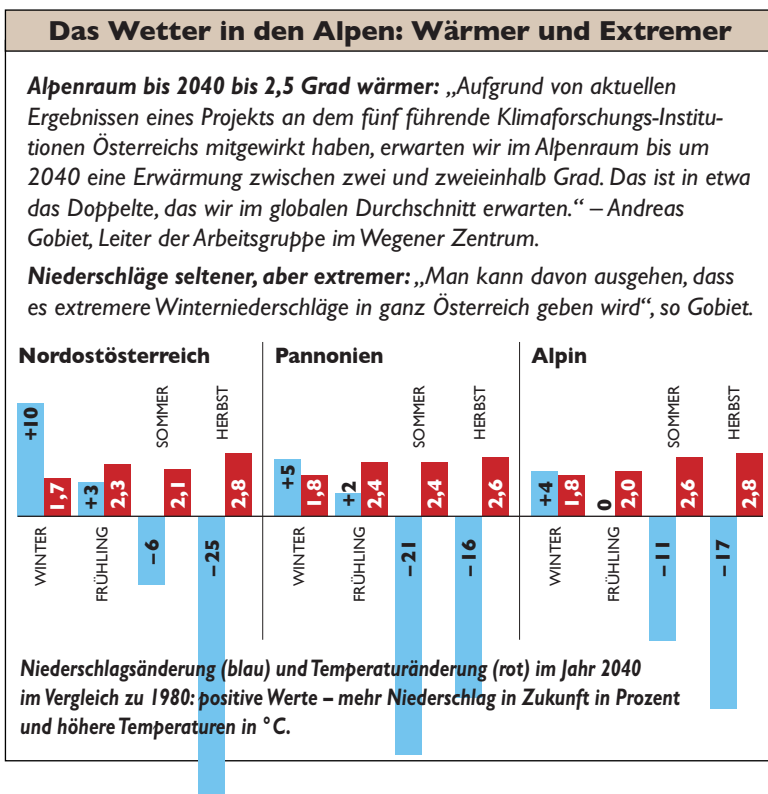 Das Wetter in den Alpen: Wärmer und Extremer
Alpenraum bis 2040 bis 2,5 Grad wärmer: „Aufgrund von aktuellen
Ergebnissen eines Projekts an dem fünf führende Klimaforschungs-Institu-
tionen Österreichs mitgewirkt haben, erwarten wir im Alpenraum bis um
2040 eine Erwärmung zwischen zwei und zweieinhalb Grad. Das ist in etwa
das Doppelte, das wir im globalen Durchschnitt erwarten.“ – Andreas
Gobiet, Leiter der Arbeitsgruppe im Wegener Zentrum.
Niederschläge seltener, aber extremer: „Man kann davon ausgehen, dass
es extremere Winterniederschläge in ganz Österreich geben wird“, so Gobiet.
Nordostösterreich
+10
1,7
WINTER
+3
2,3
FRÜHLING
SOMMER
–6
2,1
HERBST
–25
2,8
Pannonien
+5
1,8
WINTER
+2
2,4
FRÜHLING
SOMMER
–21
2,4
HERBST
–16
2,6
Alpin
+4
1,8
WINTER
0
2,0
FRÜHLING
SOMMER
–11
2,6
HERBST
–17
2,8
Niederschlagsänderung (blau) und Temperaturänderung (rot) im Jahr 2040
im Vergleich zu 1980: positive Werte – mehr Niederschlag in Zukunft in Prozent
und höhere Temperaturen in °C.